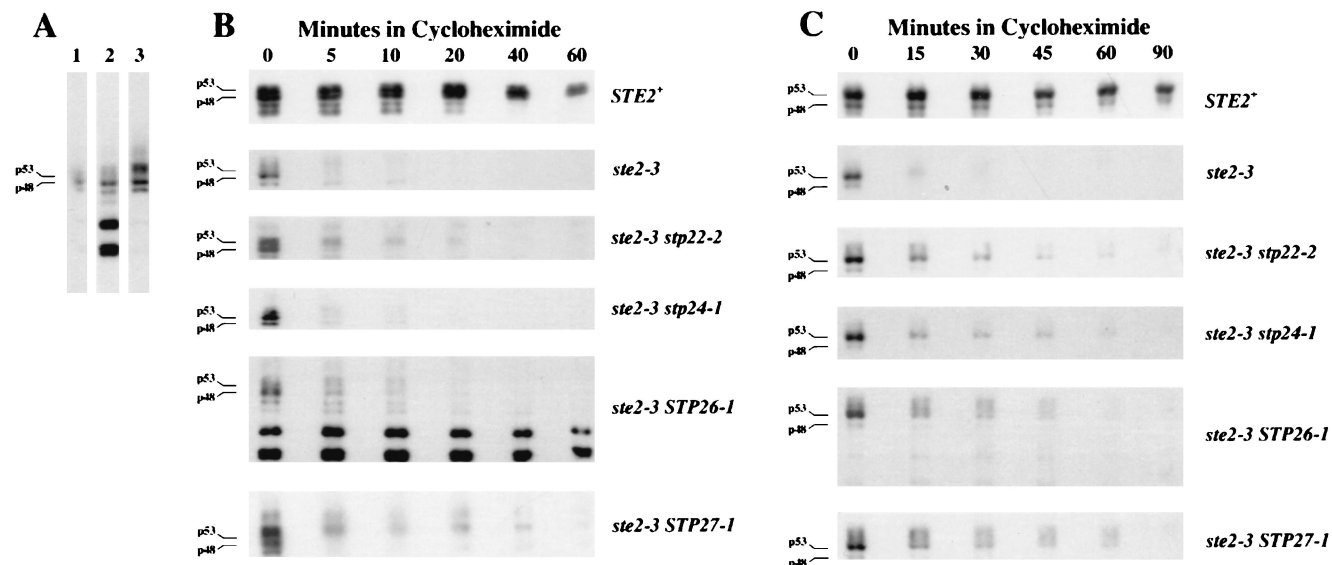 A
1 2 3
p53
p48
B
Minutes in Cycloheximide
0 5 10 20 40 60
p53
p48
STE2+
p53
p48
ste2-3
p53
p48
ste2-3 stp22-2
p53
p48
ste2-3 stp24-1
p53
p48
ste2-3 STP26-1
p53
p48
ste2-3 STP27-1
C
Minutes in Cycloheximide
0 15 30 45 60 90
p53
p48
STE2+
p53
p48
ste2-3
p53
p48
ste2-3 stp22-2
p53
p48
ste2-3 stp24-1
p53
p48
ste2-3 STP26-1
p53
p48
ste2-3 STP27-1